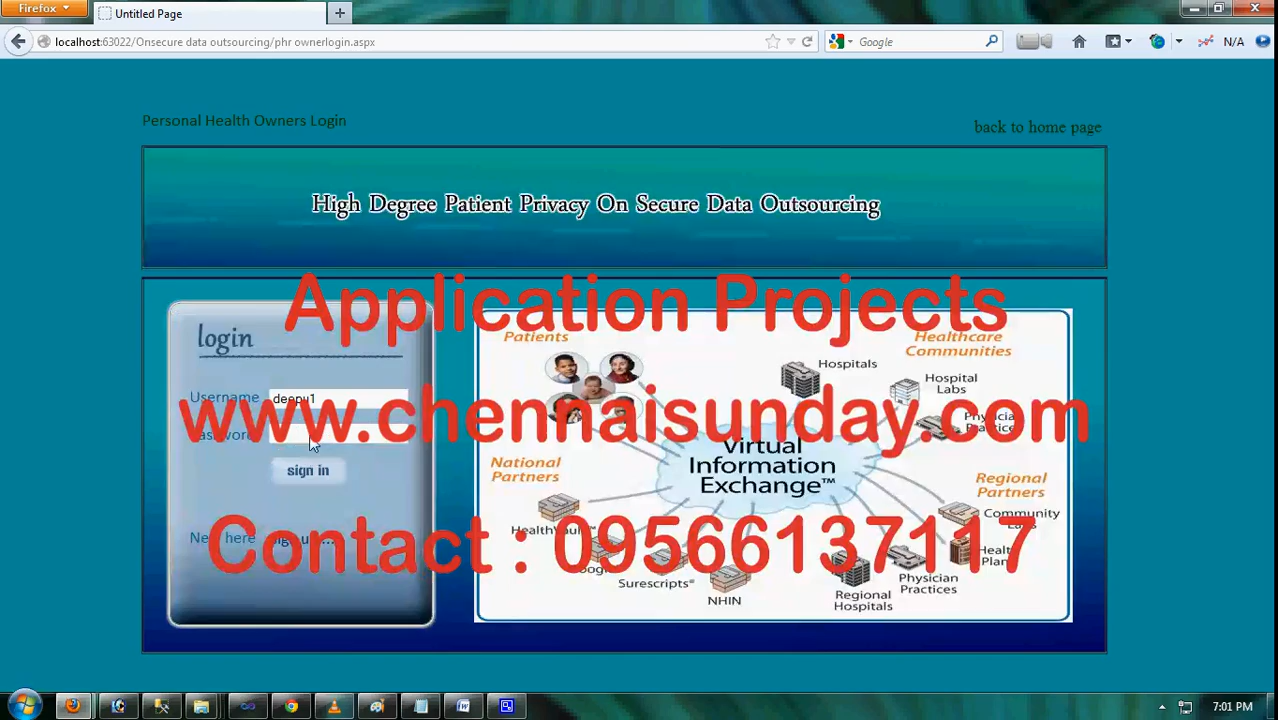 Firefox
Untitled Page
localhost:63022/Onsecure data outsourcing/phr ownerlogin.aspx
Google
N/A
Personal Health Owners Login
back to home page
High Degree Patient Privacy On Secure Data Outsourcing
Application Projects
www.chennaisunday.com
Contact : 09566137117
login
Username
deepu1
sign in
here
Patients
Hospitals
Healthcare
Communities
Hospital
Labs
Virtual
Information
Exchange™
National
Partners
Regional
Partners
Community
Surescripts®
NHIN
Regional
Hospitals
Physician
Practices
7:01 PM